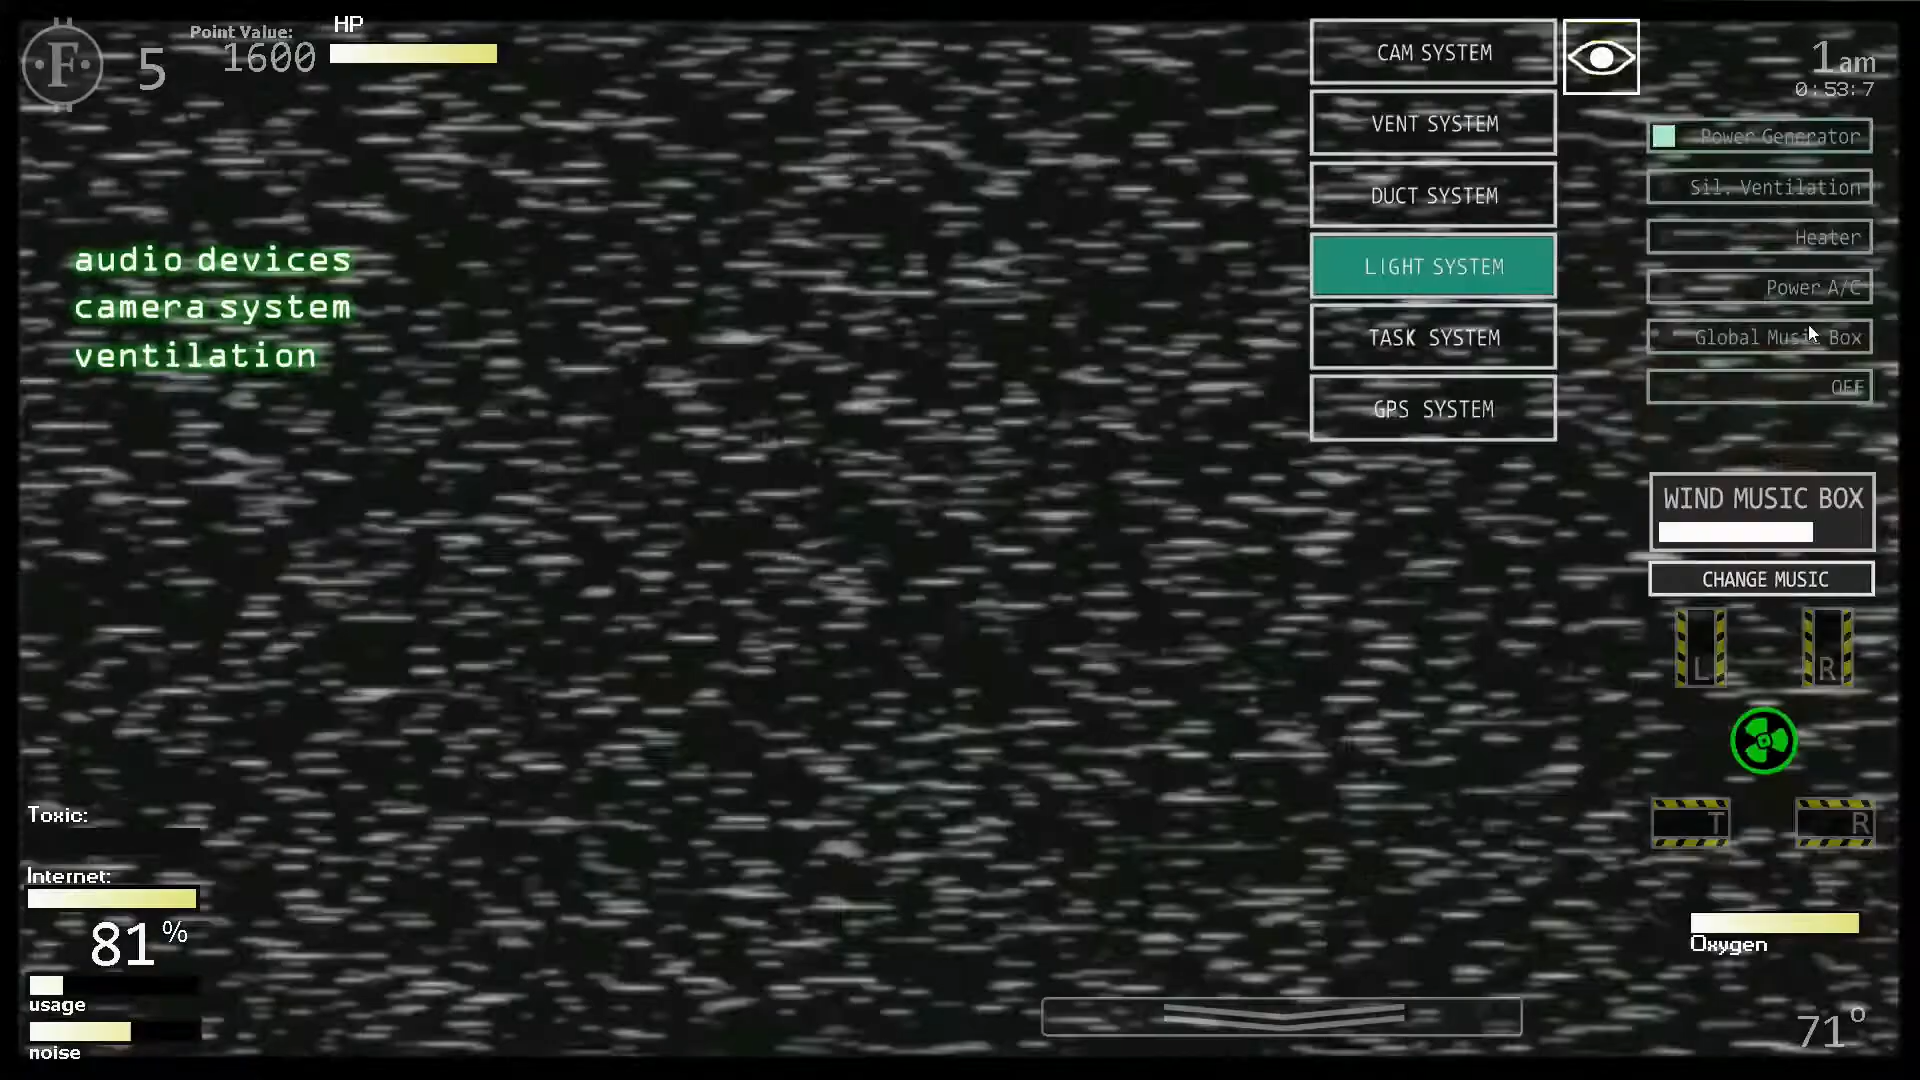 F
5
Point Value:
1600
HP
CAM SYSTEM
VENT SYSTEM
DUCT SYSTEM
LIGHT SYSTEM
TASK SYSTEM
GPS SYSTEM
1am
0:53:7
Power Generator
Sil. Ventilation
Heater
Power A/C
Global Music Box
OFF
audio devices
camera system
ventilation
WIND MUSIC BOX
CHANGE MUSIC
L
R
T
R
Toxic:
Internet:
81%
usage
noise
Oxygen
71°